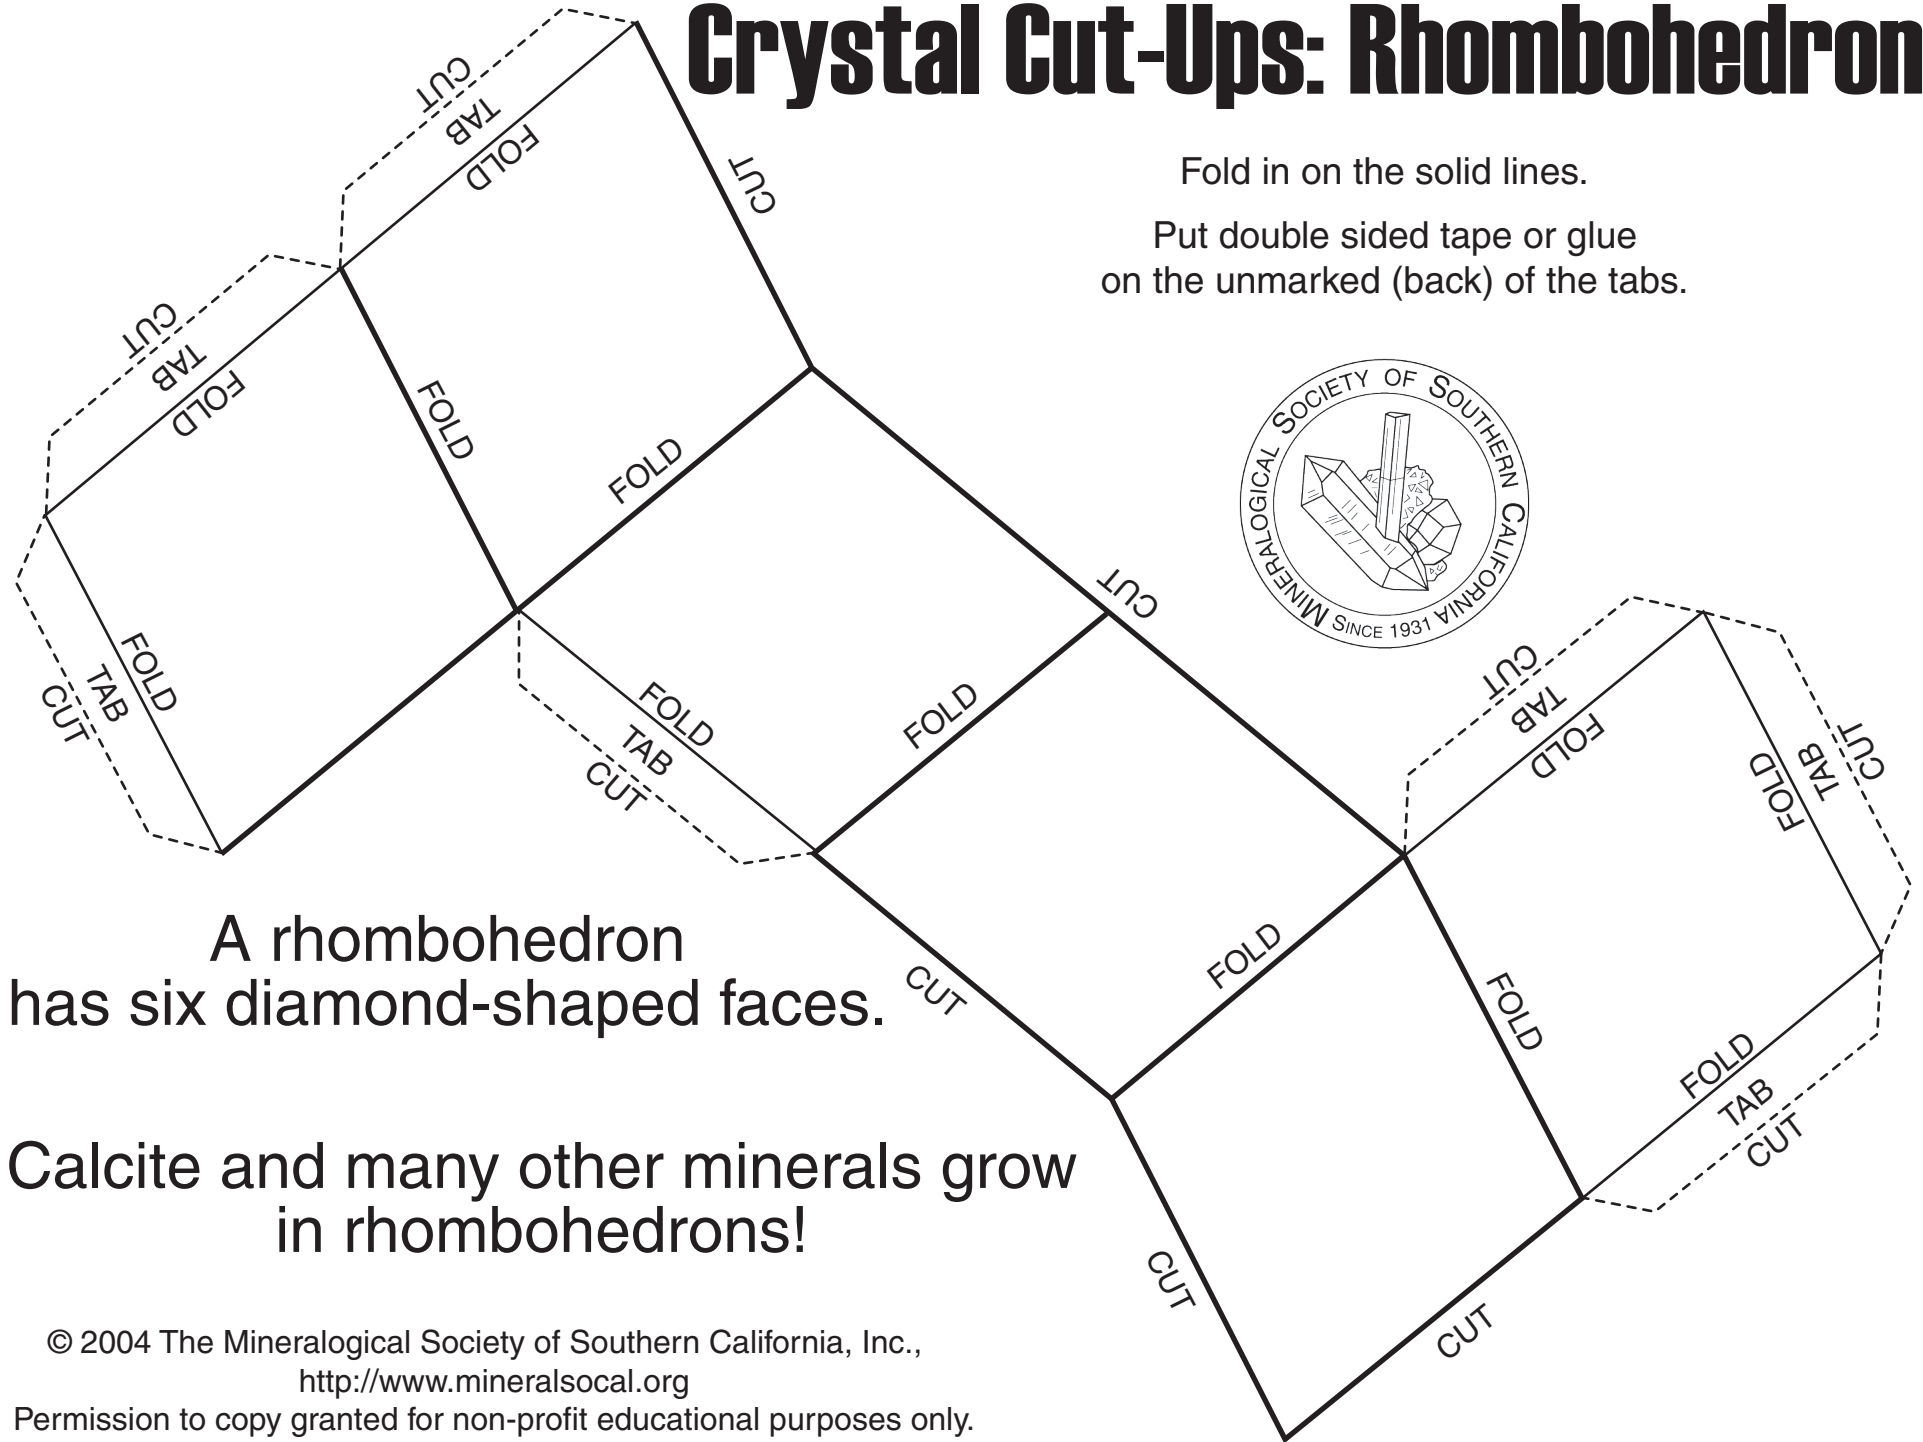 Crystal Cut-Ups: Rhombohedron
Fold in on the solid lines.
Put double sided tape or glue
on the unmarked (back) of the tabs.
MINERALOGICAL SOCIETY OF SOUTHERN CALIFORNIA
SINCE 1931
CUT
TAB
FOLD
CUT
CUT
TAB
FOLD
FOLD
FOLD
FOLD
TAB
CUT
FOLD
TAB
CUT
FOLD
CUT
CUT
TAB
FOLD
FOLD
TAB
CUT
FOLD
FOLD
CUT
FOLD
TAB
CUT
CUT
CUT
A rhombohedron
has six diamond-shaped faces.
Calcite and many other minerals grow
in rhombohedrons!
© 2004 The Mineralogical Society of Southern California, Inc.,
http://www.mineralsocal.org
Permission to copy granted for non-profit educational purposes only.